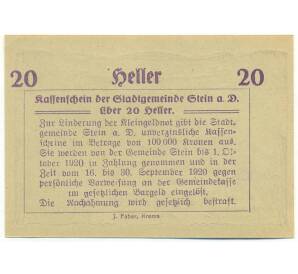 20 Heller 20
Kassenschein der Stadtgemeinde Stein a. D.
über 20 Heller.
Zur Linderung der Kleingeldnot gibt die Stadt-
gemeinde Stein a. D. unverzinsliche Kassen-
scheine im Betrage von 100 000 Kronen aus.
Sie werden von der Gemeinde Stein bis 1. Ok-
tober 1920 in Zahlung genommen und in der
Zeit vom 16. bis 30. September 1920 gegen
persönliche Vorweisung an der Gemeindekasse
im gesetzlichen Bargeld eingelöst.
Die Nachahmung wird gesetzlich bestraft.
J. Faber, Krems